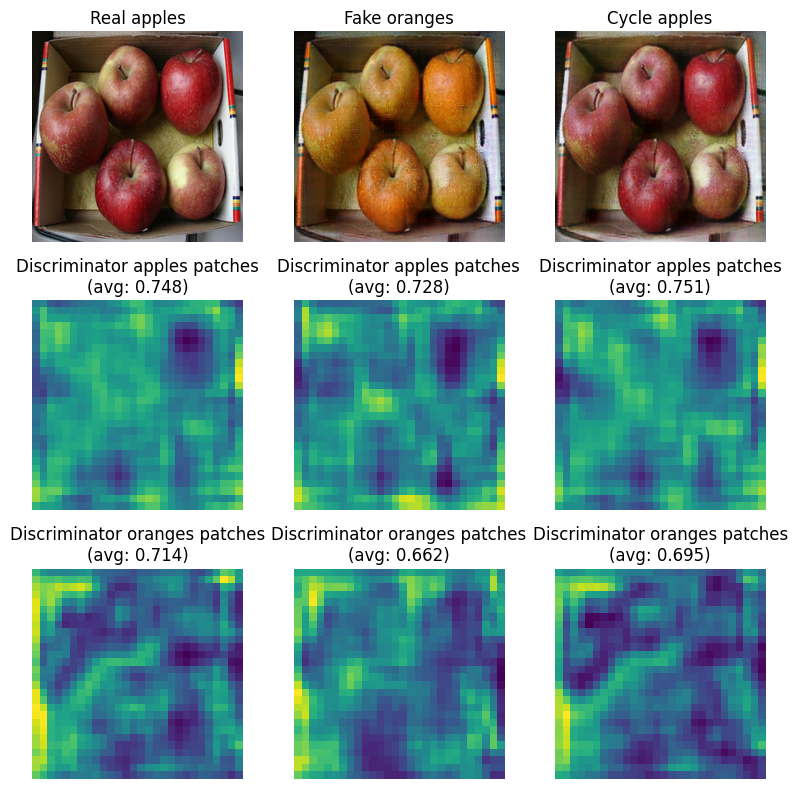 Real apples
Fake oranges
Cycle apples
Discriminator apples patches
(avg: 0.748)
Discriminator apples patches
(avg: 0.728)
Discriminator apples patches
(avg: 0.751)
Discriminator oranges patches
(avg: 0.714)
Discriminator oranges patches
(avg: 0.662)
Discriminator oranges patches
(avg: 0.695)